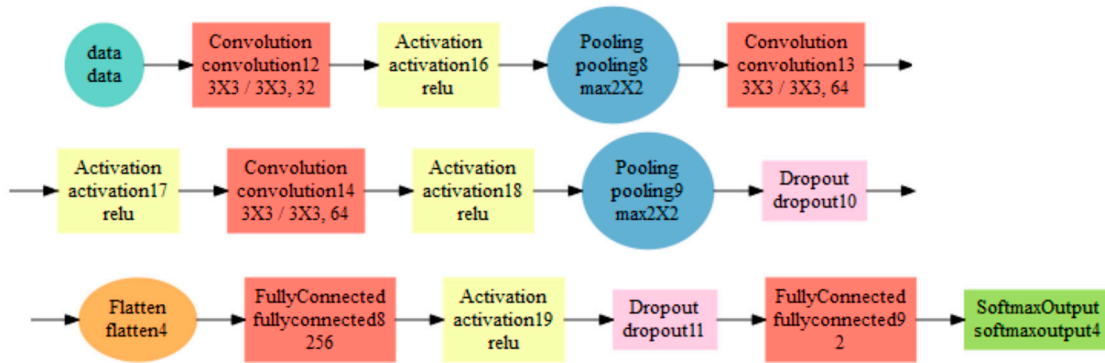 data
data
Convolution
convolution12
3X3 / 3X3, 32
Activation
activation16
relu
Pooling
pooling8
max2X2
Convolution
convolution13
3X3 / 3X3, 64
Activation
activation17
relu
Convolution
convolution14
3X3 / 3X3, 64
Activation
activation18
relu
Pooling
pooling9
max2X2
Dropout
dropout10
Flatten
flatten4
FullyConnected
fullyconnected8
256
Activation
activation19
relu
Dropout
dropout11
FullyConnected
fullyconnected9
2
SoftmaxOutput
softmaxoutput4